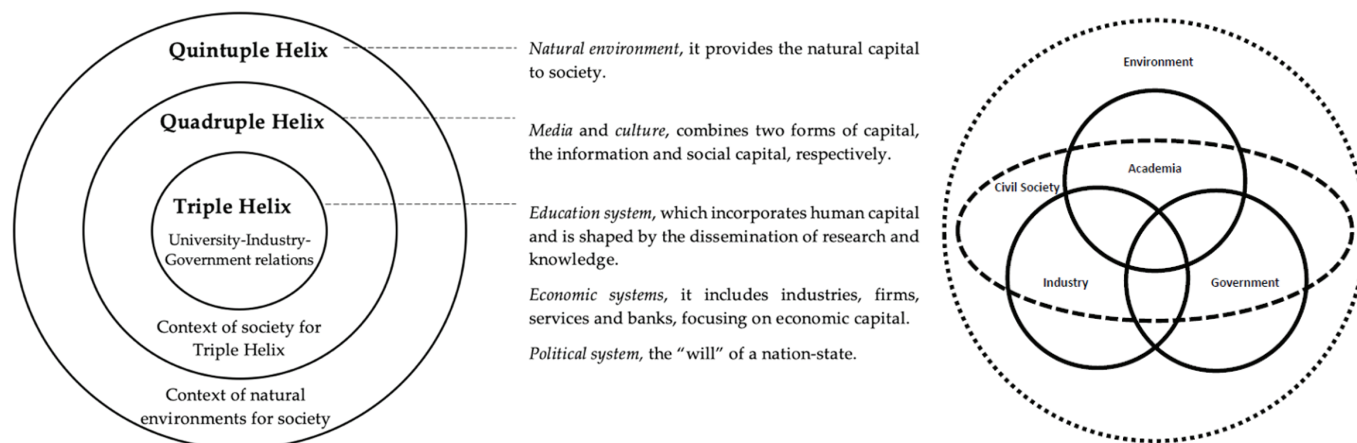 Quintuple Helix
Quadruple Helix
Triple Helix
University-Industry-
Government relations
Context of society for
Triple Helix
Context of natural
environments for society
Natural environment, it provides the natural capital
to society.
Media and culture, combines two forms of capital,
the information and social capital, respectively.
Education system, which incorporates human capital
and is shaped by the dissemination of research and
knowledge.
Economic systems, it includes industries, firms,
services and banks, focusing on economic capital.
Political system, the “will” of a nation-state.
Environment
Academia
Civil Society
Industry
Government